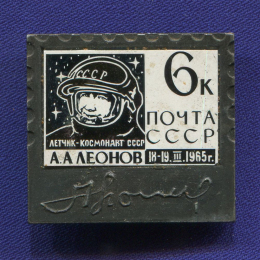 СССР
6к
ПОЧТА
СССР
ЛЕТЧИК-КОСМОНАВТ СССР
А.А.ЛЕОНОВ
18-19.III.1965г.